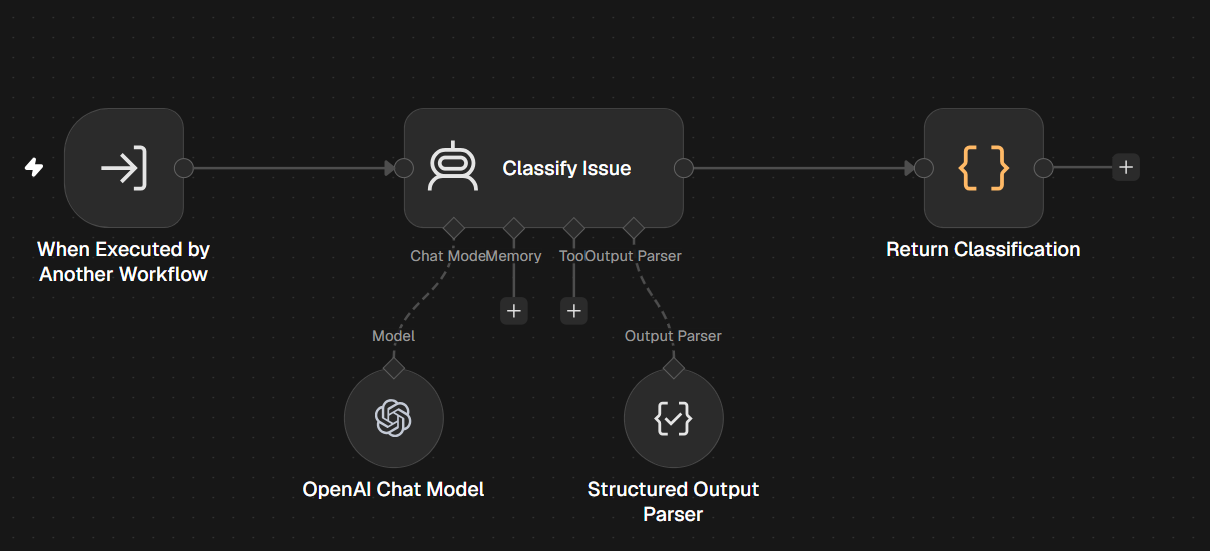 Classify Issue
When Executed by
Another Workflow
Return Classification
Chat Mode
Memory
Tool
Output Parser
Model
Output Parser
OpenAI Chat Model
Structured Output
Parser